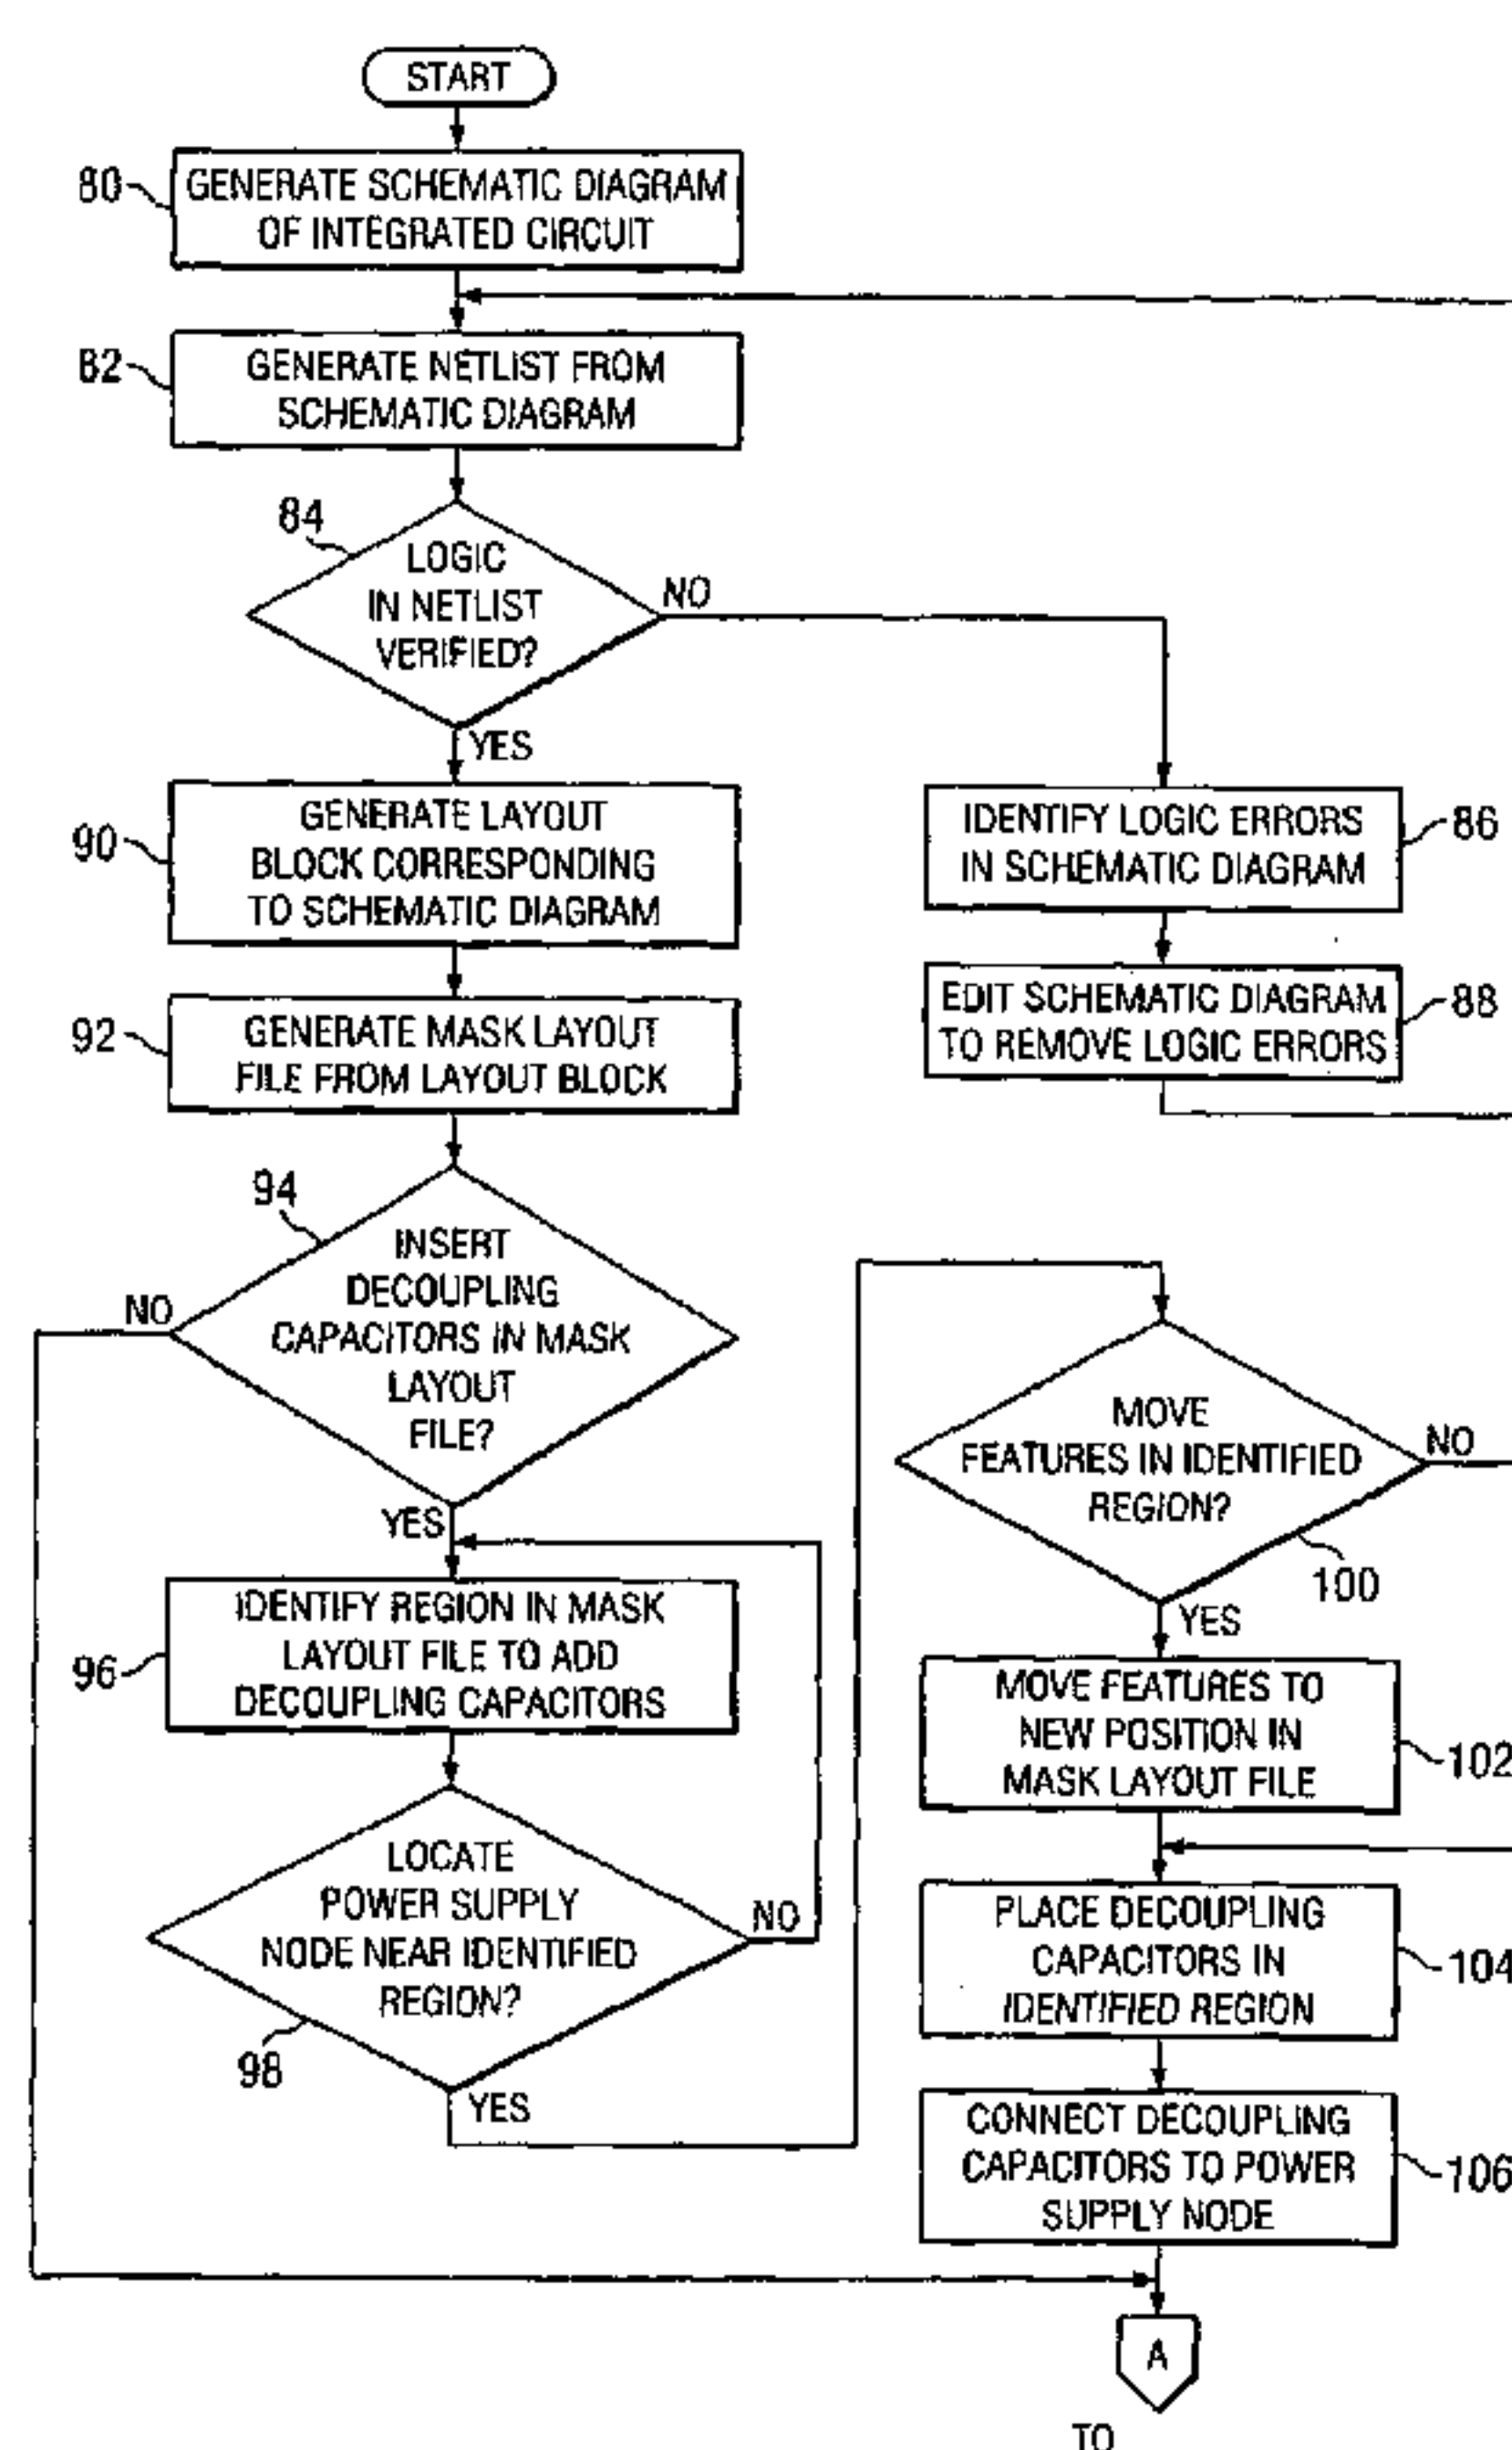 START
80
GENERATE SCHEMATIC DIAGRAM
OF INTEGRATED CIRCUIT
82
GENERATE NETLIST FROM
SCHEMATIC DIAGRAM
84
LOGIC
IN NETLIST
VERIFIED?
NO
YES
90
GENERATE LAYOUT
BLOCK CORRESPONDING
TO SCHEMATIC DIAGRAM
IDENTIFY LOGIC ERRORS
IN SCHEMATIC DIAGRAM
86
92
GENERATE MASK LAYOUT
FILE FROM LAYOUT BLOCK
EDIT SCHEMATIC DIAGRAM
TO REMOVE LOGIC ERRORS
88
94
INSERT
DECOUPLING
CAPACITORS IN MASK
LAYOUT
FILE?
NO
YES
96
IDENTIFY REGION IN MASK
LAYOUT FILE TO ADD
DECOUPLING CAPACITORS
LOCATE
POWER SUPPLY
NODE NEAR IDENTIFIED
REGION?
NO
98
YES
MOVE
FEATURES IN IDENTIFIED
REGION?
NO
100
YES
MOVE FEATURES TO
NEW POSITION IN
MASK LAYOUT FILE
102
PLACE DECOUPLING
CAPACITORS IN
IDENTIFIED REGION
104
CONNECT DECOUPLING
CAPACITORS TO POWER
SUPPLY NODE
106
A
TO